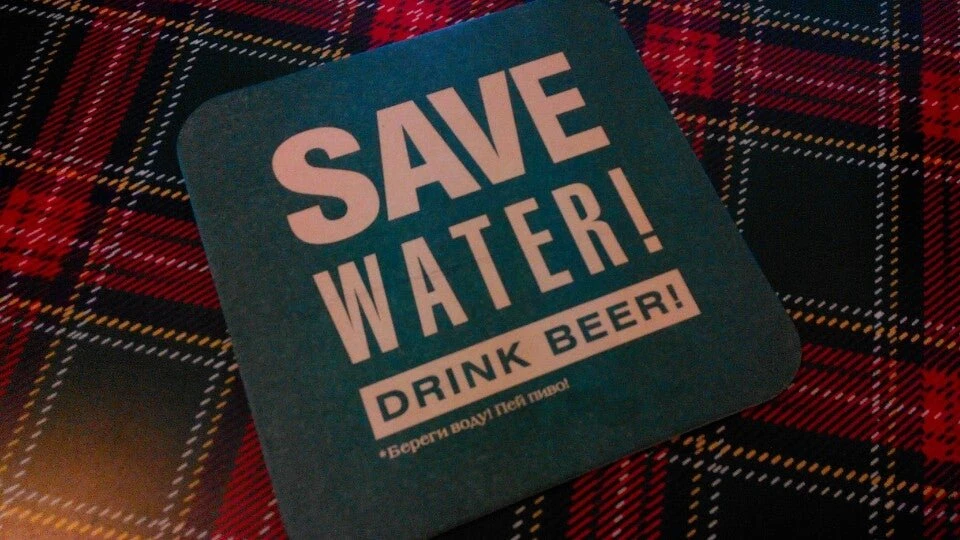 SAVE
WATER!
DRINK BEER!
*Береги воду! Пей пиво!